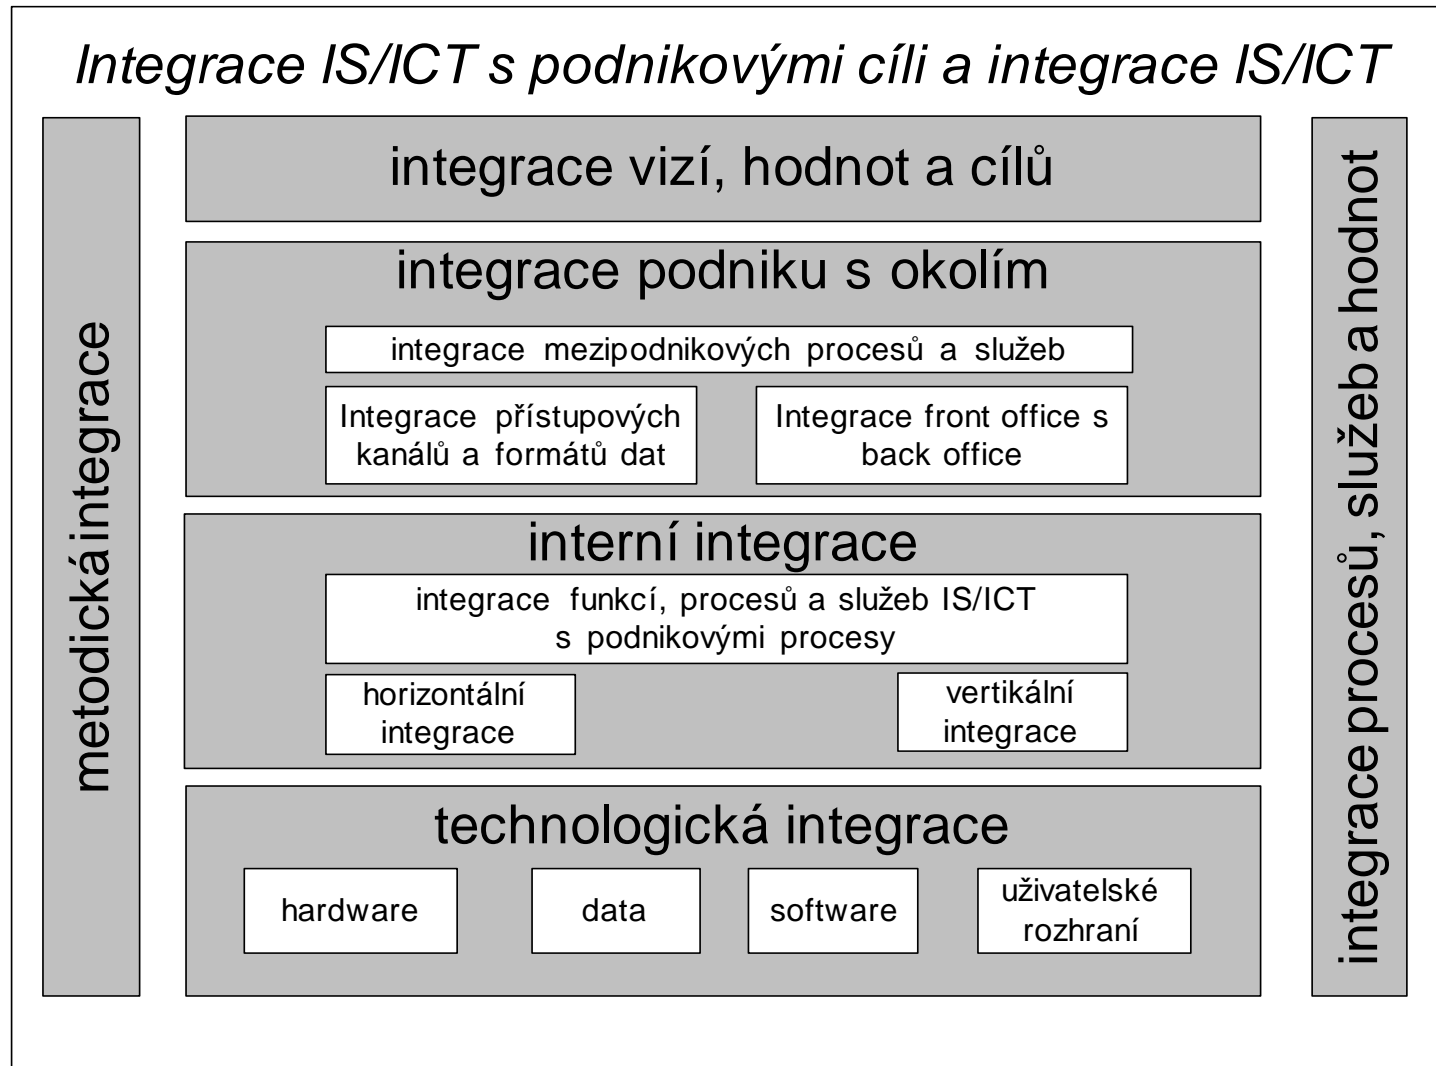 Integrace IS/ICT s podnikovými cíli a integrace IS/ICT
metodická integrace
integrace vizí, hodnot a cílů
integrace podniku s okolím
integrace mezipodnikových procesů a služeb
Integrace přístupových
kanálů a formátů dat
Integrace front office s
back office
interní integrace
integrace funkcí, procesů a služeb IS/ICT
s podnikovými procesy
horizontální
integrace
vertikální
integrace
technologická integrace
hardware
data
software
uživatelské
rozhraní
integrace procesů, služeb a hodnot